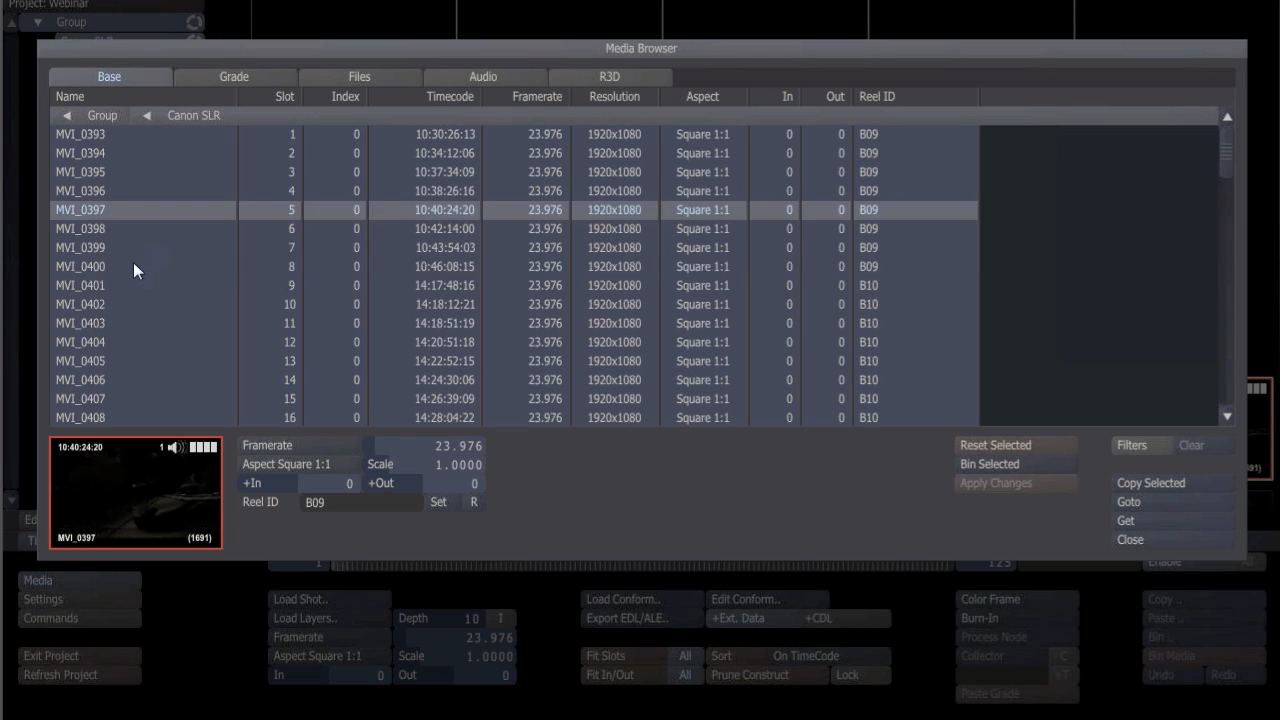 Project: Webinar
Group
Media Browser
Base Grade Files Audio R3D
Name Slot Index Timecode Framerate Resolution Aspect In Out Reel ID
Group Canon SLR
MVI_0393 1 0 10:30:26:13 23.976 1920x1080 Square 1:1 0 0 B09
MVI_0394 2 0 10:34:12:06 23.976 1920x1080 Square 1:1 0 0 B09
MVI_0395 3 0 10:37:34:09 23.976 1920x1080 Square 1:1 0 0 B09
MVI_0396 4 0 10:38:26:16 23.976 1920x1080 Square 1:1 0 0 B09
MVI_0397 5 0 10:40:24:20 23.976 1920x1080 Square 1:1 0 0 B09
MVI_0398 6 0 10:42:14:00 23.976 1920x1080 Square 1:1 0 0 B09
MVI_0399 7 0 10:43:54:03 23.976 1920x1080 Square 1:1 0 0 B09
MVI_0400 8 0 10:46:08:15 23.976 1920x1080 Square 1:1 0 0 B09
MVI_0401 9 0 14:17:48:16 23.976 1920x1080 Square 1:1 0 0 B10
MVI_0402 10 0 14:18:12:21 23.976 1920x1080 Square 1:1 0 0 B10
MVI_0403 11 0 14:18:51:19 23.976 1920x1080 Square 1:1 0 0 B10
MVI_0404 12 0 14:20:51:18 23.976 1920x1080 Square 1:1 0 0 B10
MVI_0405 13 0 14:22:52:15 23.976 1920x1080 Square 1:1 0 0 B10
MVI_0406 14 0 14:24:30:06 23.976 1920x1080 Square 1:1 0 0 B10
MVI_0407 15 0 14:26:39:09 23.976 1920x1080 Square 1:1 0 0 B10
MVI_0408 16 0 14:28:04:22 23.976 1920x1080 Square 1:1 0 0 B10
10:40:24:20 1 Framerate 23.976 Reset Selected Filters Clear
Aspect Square 1:1 Scale 1.0000 Bin Selected
+In 0 +Out 0 Apply Changes Copy Selected
Reel ID B09 Set R Goto
Get
MVI_0397 (1691) Close
1 123 Enable
Media
Settings Load Shot.. Load Conform.. Edit Conform.. Color Frame Copy ..
Commands Load Layers.. Depth 10 I Export EDL/ALE.. +Ext. Data +CDL Burn-In Paste ..
Framerate 23.976 Process Node Bin ..
Exit Project Aspect Square 1:1 Scale 1.0000 Fit Slots All Sort On TimeCode Collector C Bin Media
Refresh Project In 0 Out 0 Fit In/Out All Prune Construct Lock +T Undo Redo
Paste Grade